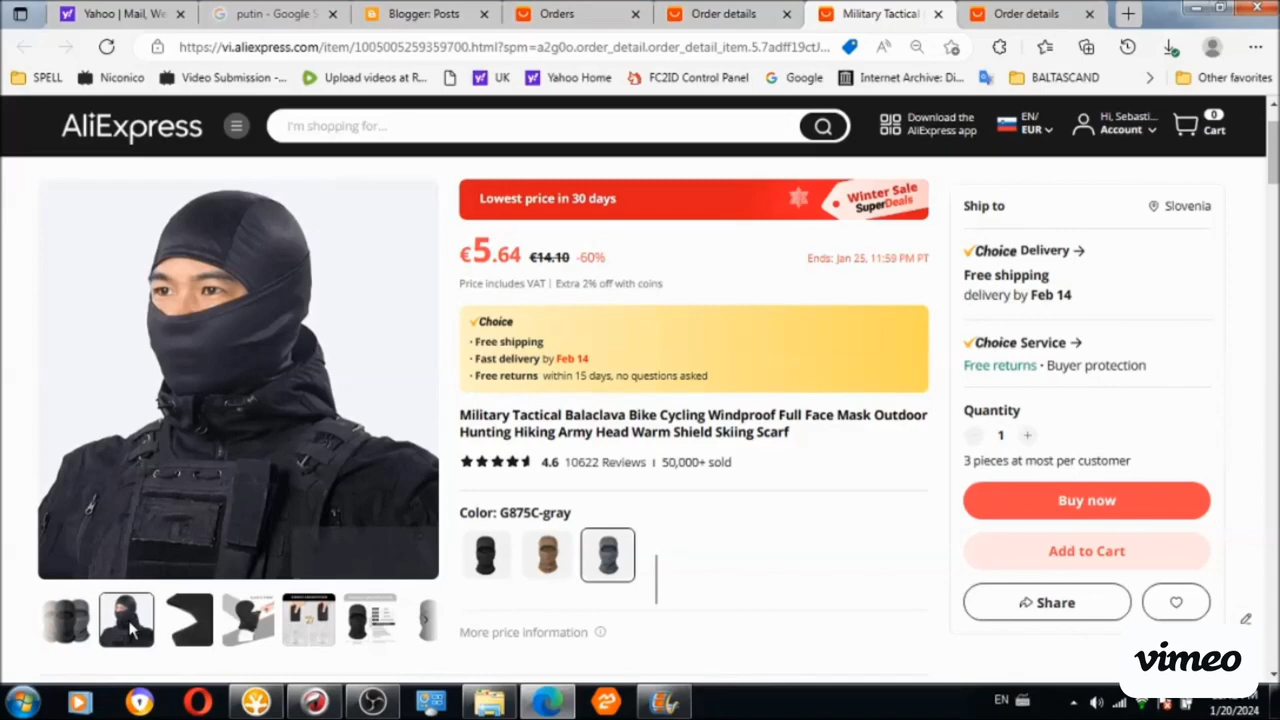 Yahoo | Mail, We
putin - Google S
Blogger: Posts
Orders
Order details
Military Tactical
Order details
https://vi.aliexpress.com/item/1005005259359700.html?spm=a2g0o.order_detail.order_detail_item.5.7adff19ctJ...
SPELL
Niconico
Video Submission -...
Upload videos at R...
UK
Yahoo Home
FC2ID Control Panel
Google
Internet Archive: Di...
BALTASCAND
Other favorites
AliExpress
I'm shopping for...
Download the
AliExpress app
EN/
EUR
Hi, Sebasti...
Account
0
Cart
Lowest price in 30 days
Winter Sale
SuperDeals
€5.64 €14.10 -60%
Ends: Jan 25, 11:59 PM PT
Price includes VAT | Extra 2% off with coins
Choice
· Free shipping
· Fast delivery by Feb 14
· Free returns within 15 days, no questions asked
Military Tactical Balaclava Bike Cycling Windproof Full Face Mask Outdoor
Hunting Hiking Army Head Warm Shield Skiing Scarf
4.6 10622 Reviews | 50,000+ sold
Color: G875C-gray
More price information
Ship to
Slovenia
Choice Delivery →
Free shipping
delivery by Feb 14
Choice Service →
Free returns · Buyer protection
Quantity
- 1 +
3 pieces at most per customer
Buy now
Add to Cart
Share
vimeo
EN
1/20/2024